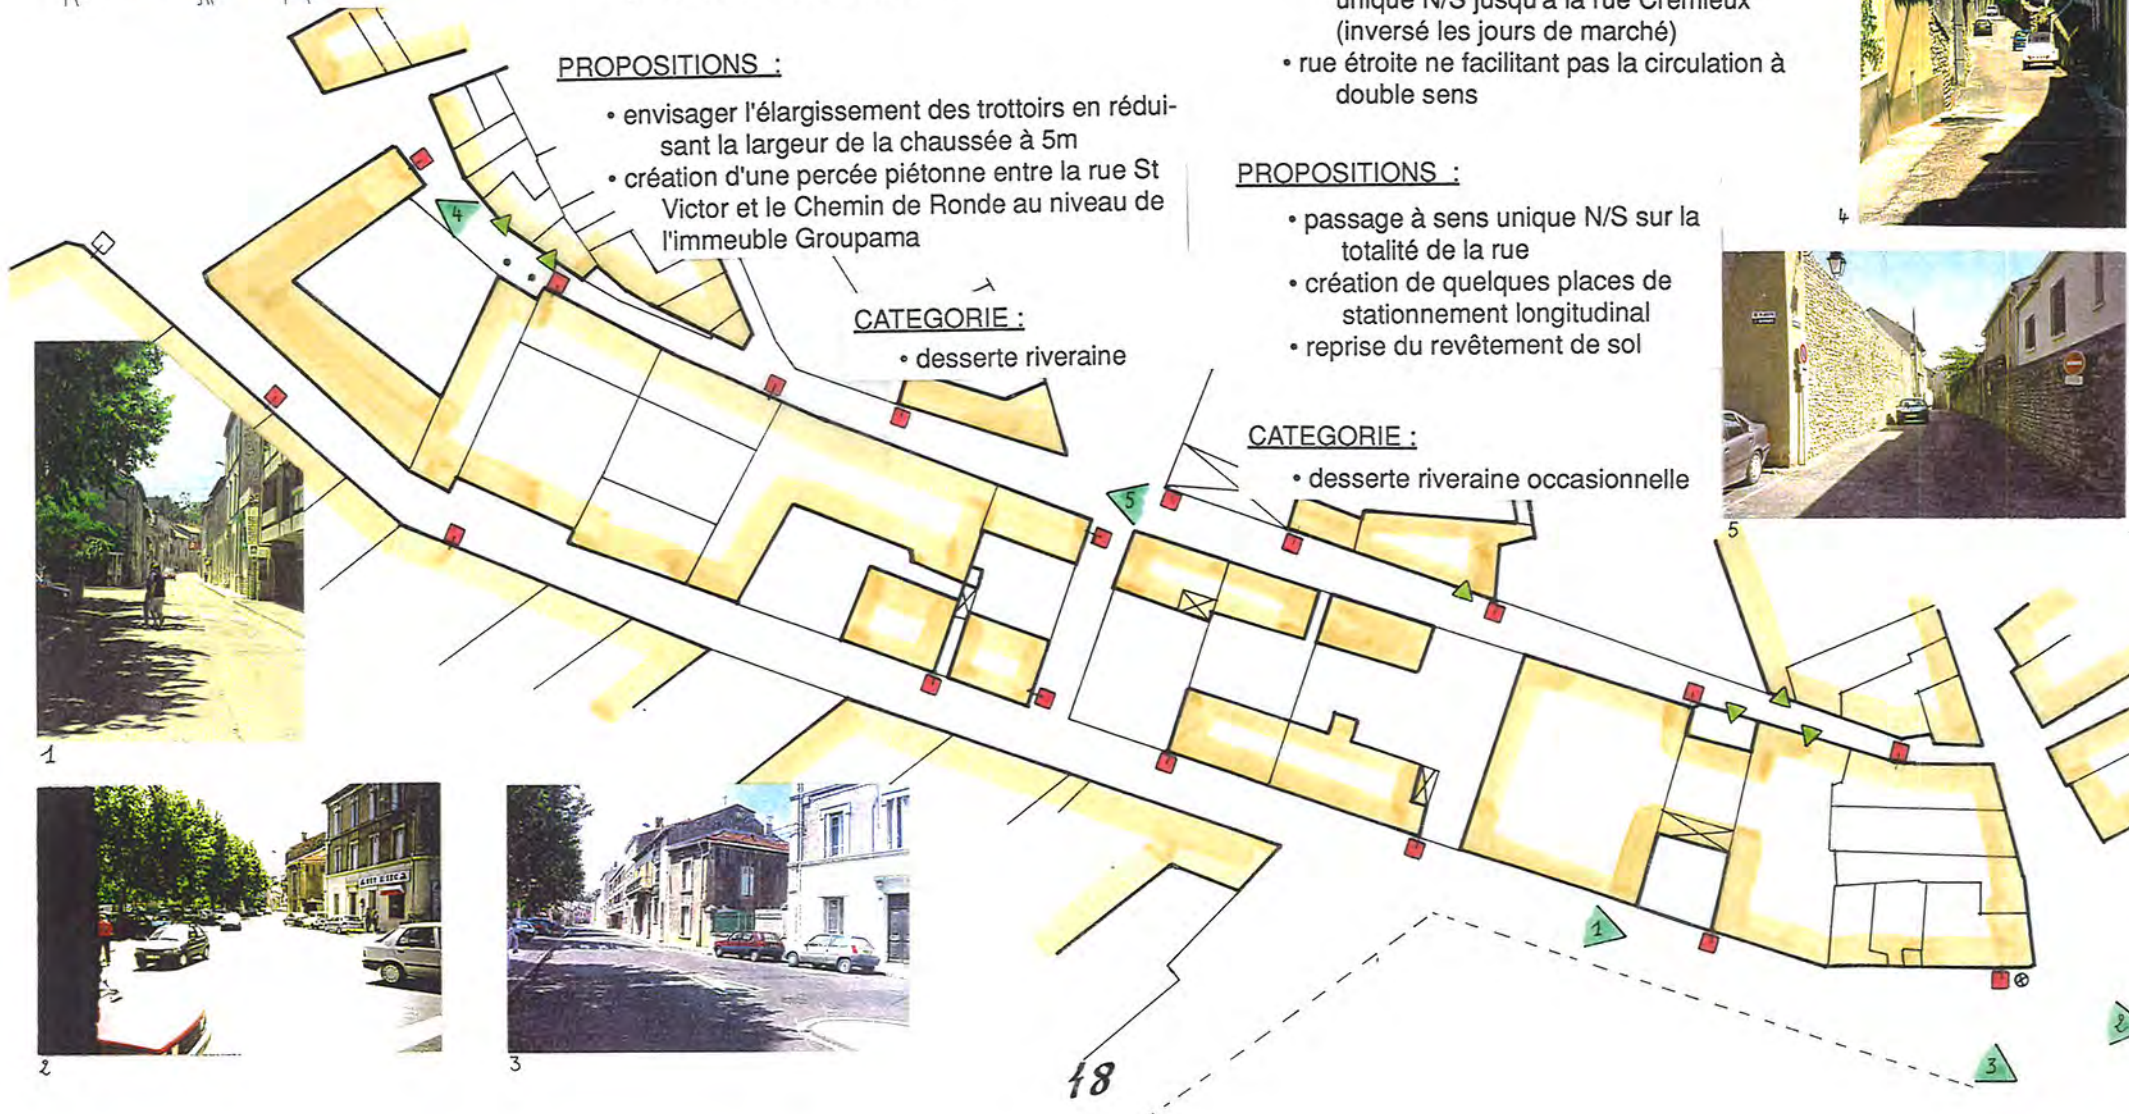 PROPOSITIONS :
• envisager l'élargissement des trottoirs en rédui-
sant la largeur de la chaussée à 5m
• création d'une percée piétonne entre la rue St
Victor et le Chemin de Ronde au niveau de
l'immeuble Groupama
CATEGORIE :
• desserte riveraine
unique N/S jusqu'à la rue Crémieux
(inversé les jours de marché)
• rue étroite ne facilitant pas la circulation à
double sens
PROPOSITIONS :
• passage à sens unique N/S sur la
totalité de la rue
• création de quelques places de
stationnement longitudinal
• reprise du revêtement de sol
CATEGORIE :
• desserte riveraine occasionnelle
4
5
1
2
3
4
5
1
2
3
18